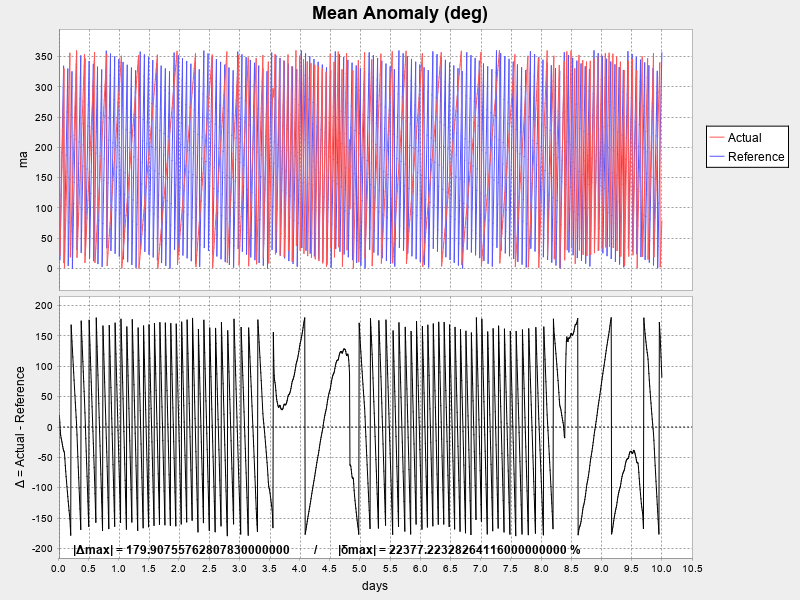 Mean Anomaly (deg)
350
300
250
200
150
100
50
0
ma
Actual
Reference
200
150
100
50
0
-50
-100
-150
-200
Δ = Actual - Reference
|Δmax| = 179.90755762807830000000 / |δmax| = 22377.22328264116000000000 %
0.0 0.5 1.0 1.5 2.0 2.5 3.0 3.5 4.0 4.5 5.0 5.5 6.0 6.5 7.0 7.5 8.0 8.5 9.0 9.5 10.0 10.5
days